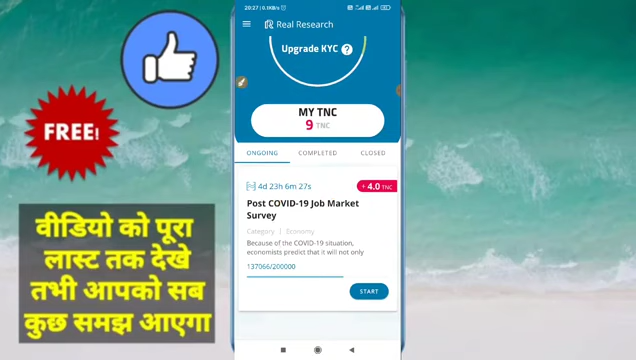 20:27 | 0.1KB/s
Real Research
Upgrade KYC ?
MY TNC
9 TNC
ONGOING COMPLETED CLOSED
4d 23h 6m 27s + 4.0 TNC
Post COVID-19 Job Market
Survey
Category | Economy
Because of the COVID-19 situation,
economists predict that it will not only
137066/200000
START
FREE!
वीडियो को पूरा
लास्ट तक देखे
तभी आपको सब
कुछ समझ आएगा